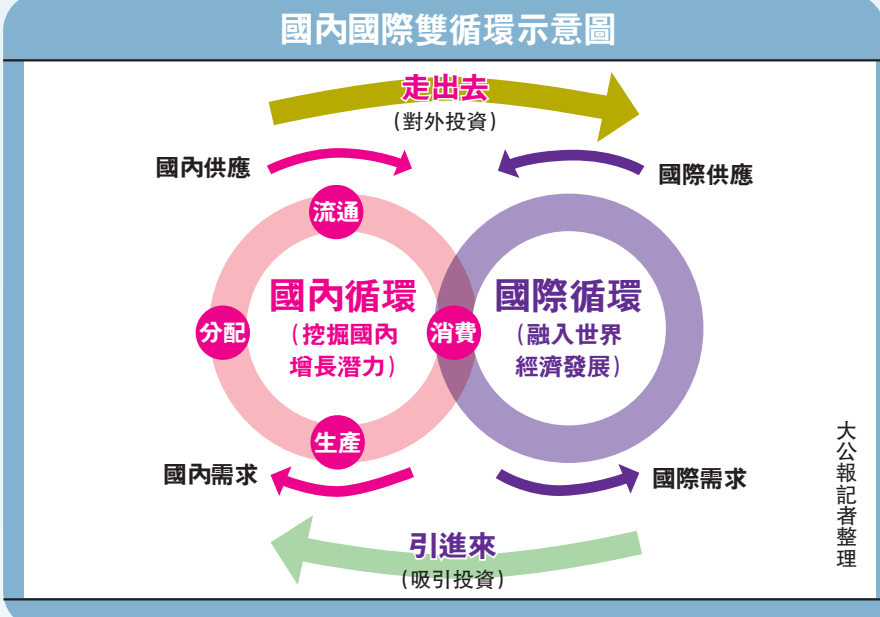 國內國際雙循環示意圖
走出去
(對外投資)
國內供應
國際供應
流通
國內循環
(挖掘國內
增長潛力)
分配
消費
國際循環
(融入世界
經濟發展)
生產
國內需求
國際需求
引進來
(吸引投資)
大公報記者整理